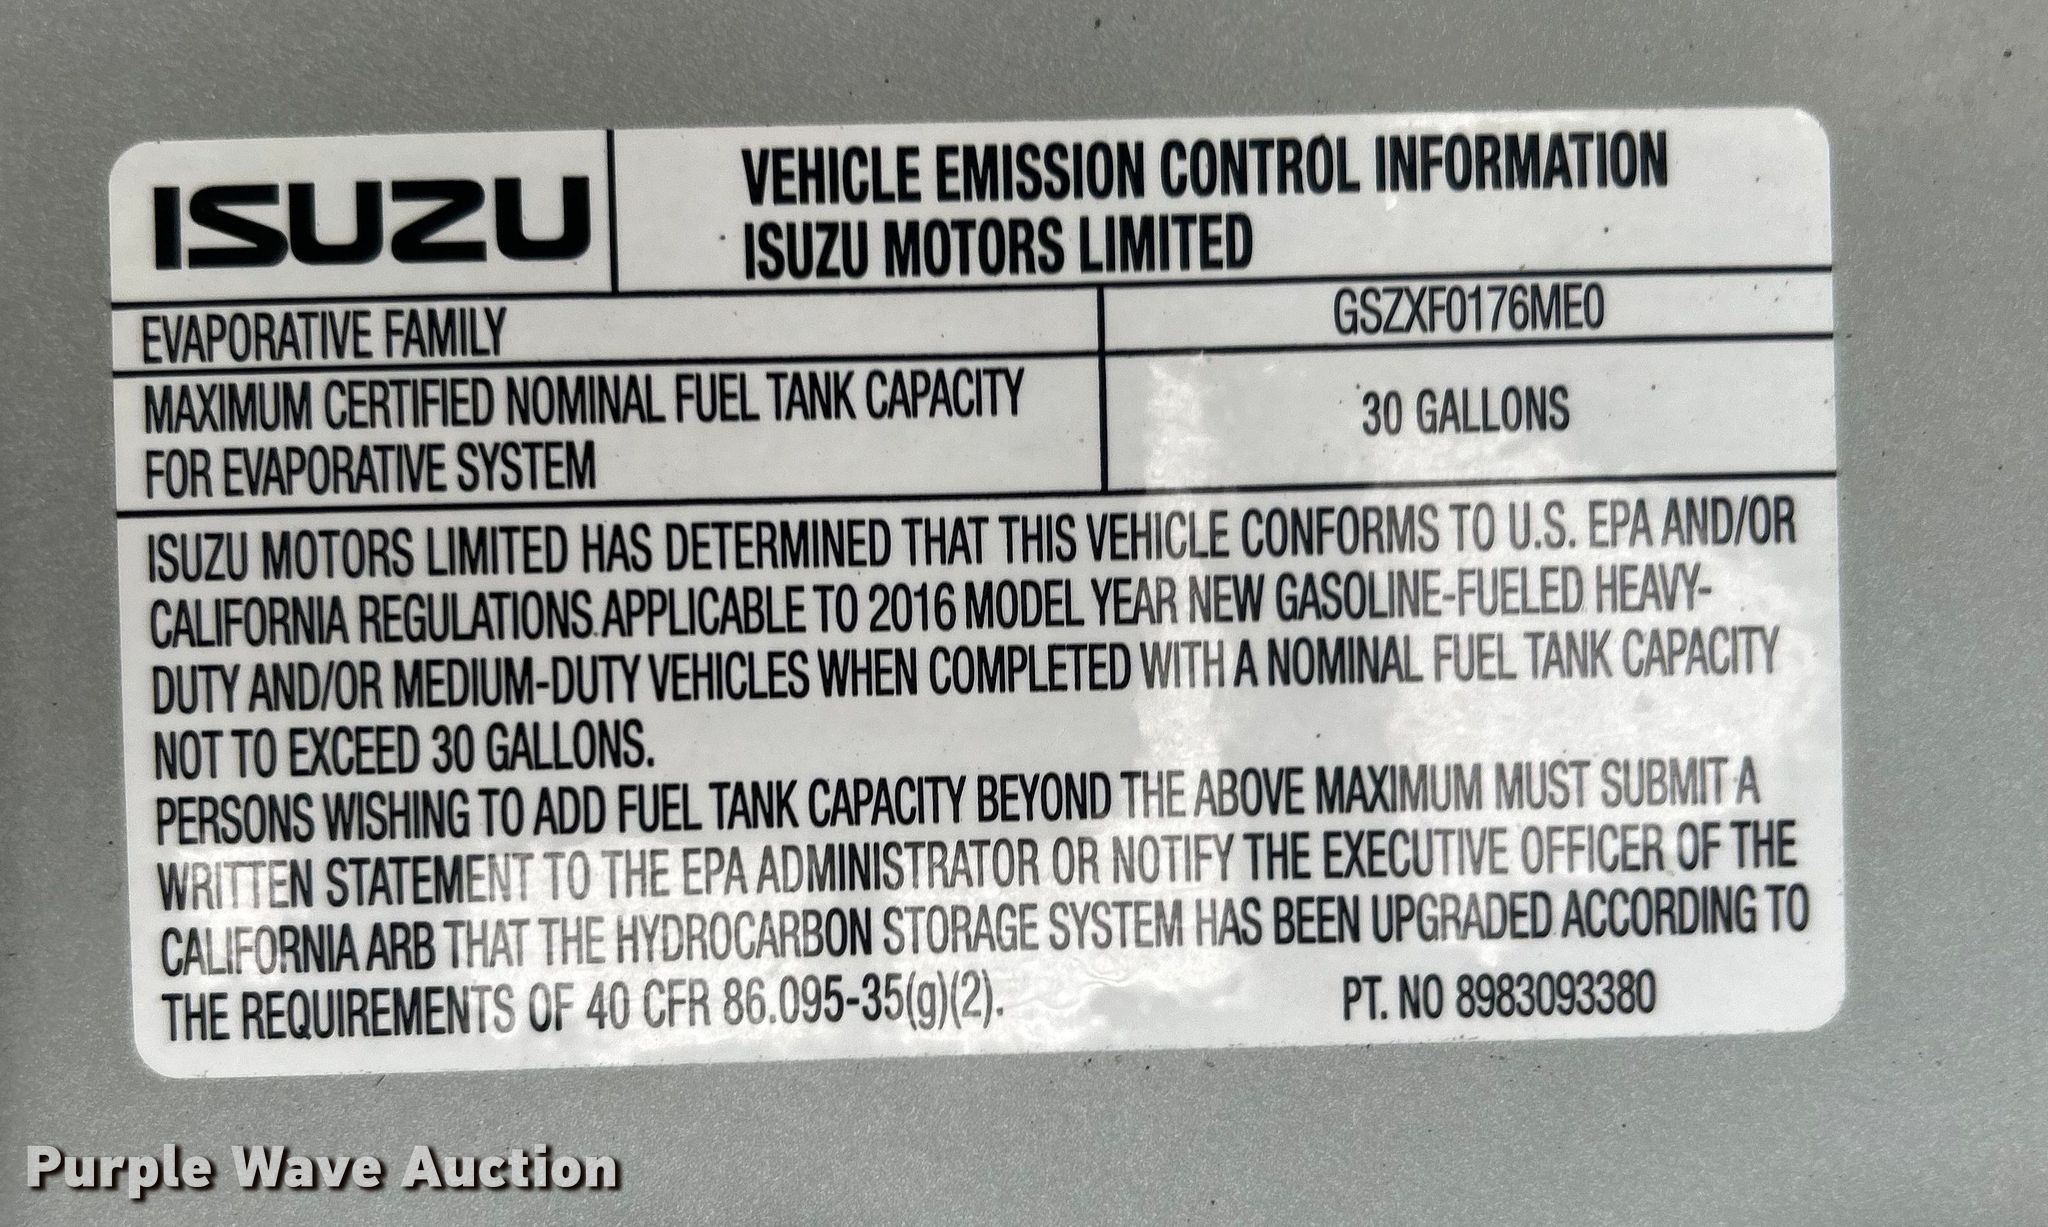 ISUZU
VEHICLE EMISSION CONTROL INFORMATION
ISUZU MOTORS LIMITED
EVAPORATIVE FAMILY GSZXF0176ME0
MAXIMUM CERTIFIED NOMINAL FUEL TANK CAPACITY
FOR EVAPORATIVE SYSTEM
30 GALLONS
ISUZU MOTORS LIMITED HAS DETERMINED THAT THIS VEHICLE CONFORMS TO U.S. EPA AND/OR
CALIFORNIA REGULATIONS APPLICABLE TO 2016 MODEL YEAR NEW GASOLINE-FUELED HEAVY-
DUTY AND/OR MEDIUM-DUTY VEHICLES WHEN COMPLETED WITH A NOMINAL FUEL TANK CAPACITY
NOT TO EXCEED 30 GALLONS.
PERSONS WISHING TO ADD FUEL TANK CAPACITY BEYOND THE ABOVE MAXIMUM MUST SUBMIT A
WRITTEN STATEMENT TO THE EPA ADMINISTRATOR OR NOTIFY THE EXECUTIVE OFFICER OF THE
CALIFORNIA ARB THAT THE HYDROCARBON STORAGE SYSTEM HAS BEEN UPGRADED ACCORDING TO
THE REQUIREMENTS OF 40 CFR 86.095-35(g)(2). PT. NO 8983093380
Purple Wave Auction